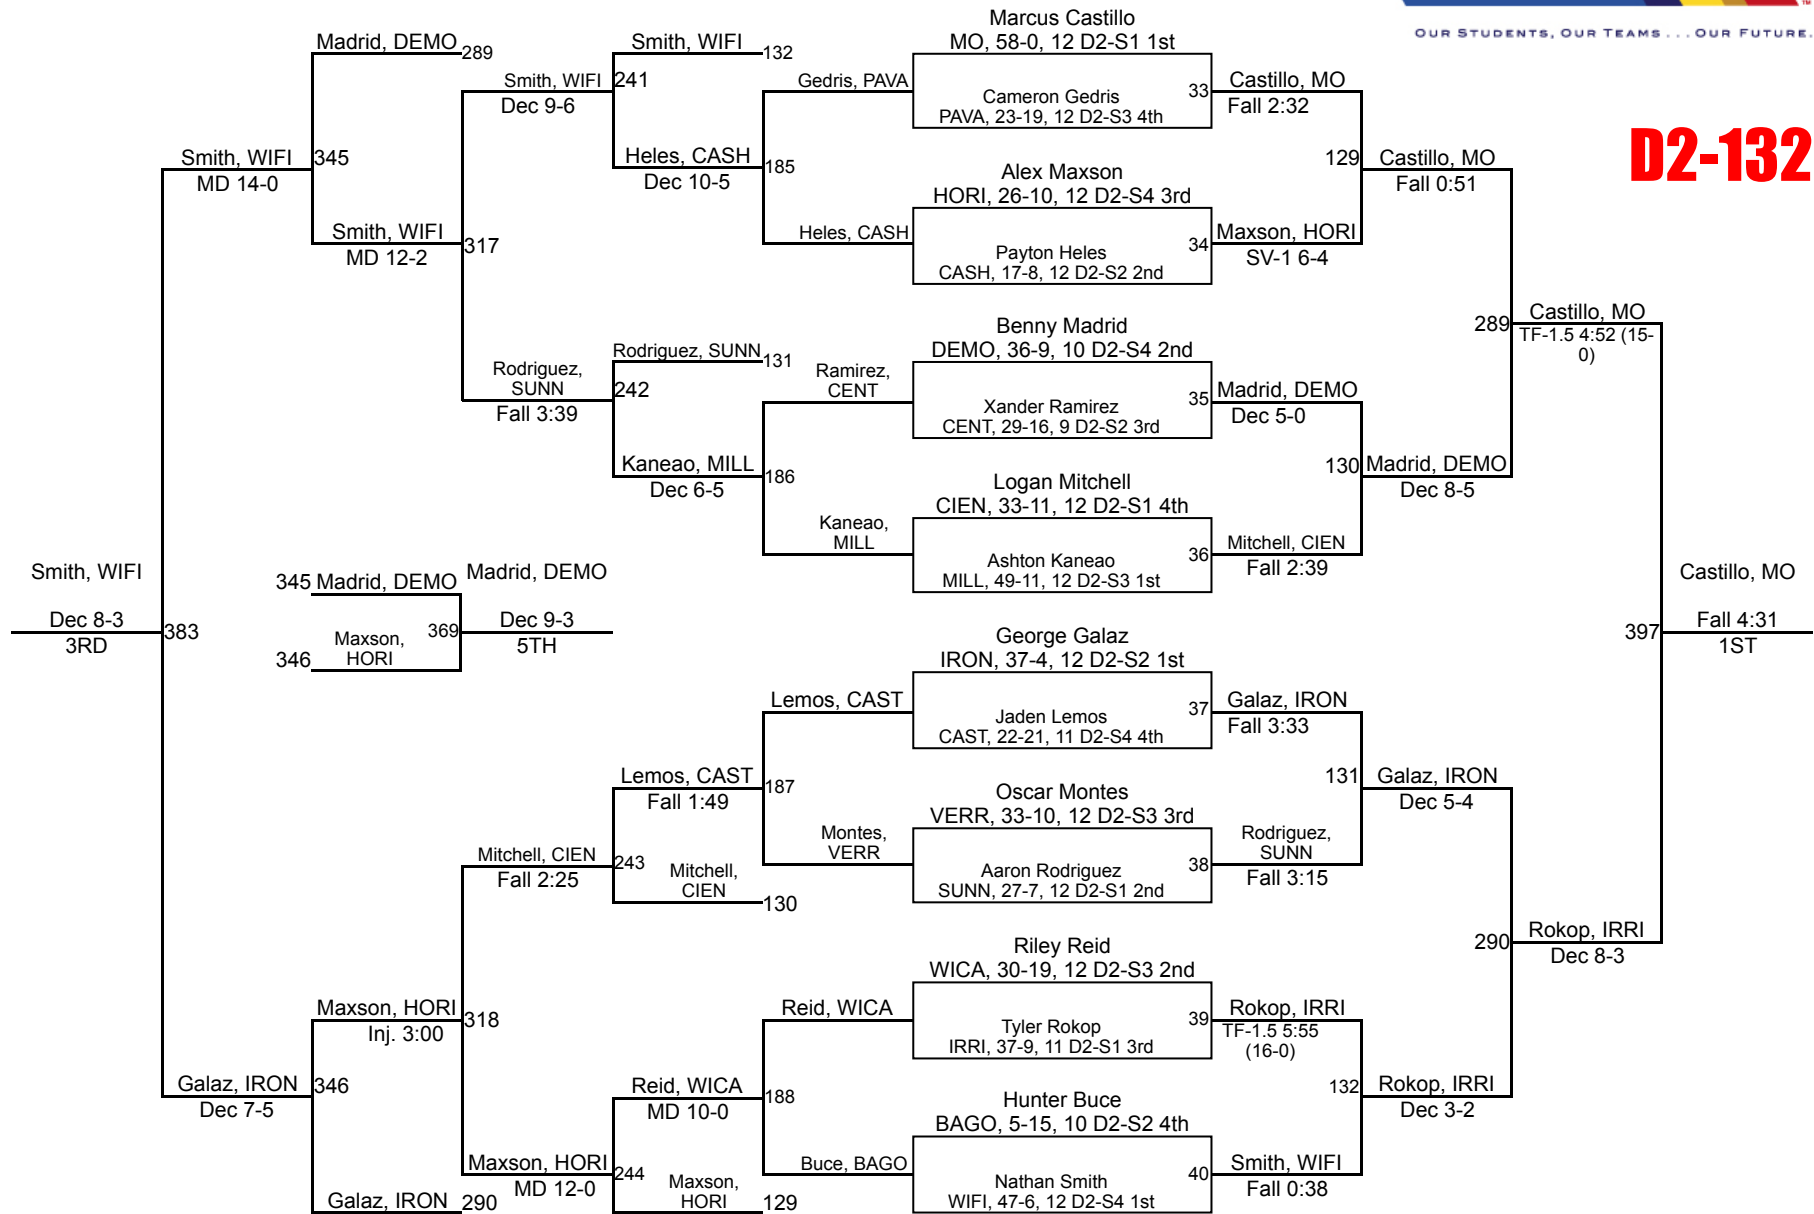 OUR STUDENTS, OUR TEAMS . . . OUR FUTURE.
TM
D2-132
Marcus Castillo
MO, 58-0, 12 D2-S1 1st
Cameron Gedris
PAVA, 23-19, 12 D2-S3 4th
33
Alex Maxson
HORI, 26-10, 12 D2-S4 3rd
Payton Heles
CASH, 17-8, 12 D2-S2 2nd
34
Benny Madrid
DEMO, 36-9, 10 D2-S4 2nd
Xander Ramirez
CENT, 29-16, 9 D2-S2 3rd
35
Logan Mitchell
CIEN, 33-11, 12 D2-S1 4th
Ashton Kaneao
MILL, 49-11, 12 D2-S3 1st
36
George Galaz
IRON, 37-4, 12 D2-S2 1st
Jaden Lemos
CAST, 22-21, 11 D2-S4 4th
37
Oscar Montes
VERR, 33-10, 12 D2-S3 3rd
Aaron Rodriguez
SUNN, 27-7, 12 D2-S1 2nd
38
Riley Reid
WICA, 30-19, 12 D2-S3 2nd
Tyler Rokop
IRRI, 37-9, 11 D2-S1 3rd
39
Hunter Buce
BAGO, 5-15, 10 D2-S2 4th
Nathan Smith
WIFI, 47-6, 12 D2-S4 1st
40
Castillo, MO
Fall 2:32
Maxson, HORI
SV-1 6-4
Madrid, DEMO
Dec 5-0
Mitchell, CIEN
Fall 2:39
Galaz, IRON
Fall 3:33
Rodriguez,
SUNN
Fall 3:15
Rokop, IRRI
TF-1.5 5:55
(16-0)
Smith, WIFI
Fall 0:38
129
Castillo, MO
Fall 0:51
130
Madrid, DEMO
Dec 8-5
131
Galaz, IRON
Dec 5-4
132
Rokop, IRRI
Dec 3-2
289
Castillo, MO
TF-1.5 4:52 (15-
0)
290
Rokop, IRRI
Dec 8-3
397
Castillo, MO
Fall 4:31
1ST
Gedris, PAVA
Heles, CASH
Ramirez,
CENT
Kaneao,
MILL
Lemos, CAST
Montes,
VERR
Reid, WICA
Buce, BAGO
Smith, WIFI
132
Heles, CASH
Dec 10-5
185
Rodriguez, SUNN
131
Kaneao, MILL
Dec 6-5
186
Lemos, CAST
Fall 1:49
187
Mitchell,
CIEN
130
Reid, WICA
MD 10-0
188
Maxson,
HORI
129
Smith, WIFI
Dec 9-6
241
Rodriguez,
SUNN
Fall 3:39
242
Mitchell, CIEN
Fall 2:25
243
Maxson, HORI
MD 12-0
244
Madrid, DEMO
289
Smith, WIFI
MD 12-2
317
Maxson, HORI
Inj. 3:00
318
Galaz, IRON
290
Smith, WIFI
MD 14-0
345
Galaz, IRON
Dec 7-5
346
Smith, WIFI
Dec 8-3
3RD
383
345
Madrid, DEMO
346
Maxson,
HORI
369
Madrid, DEMO
Dec 9-3
5TH